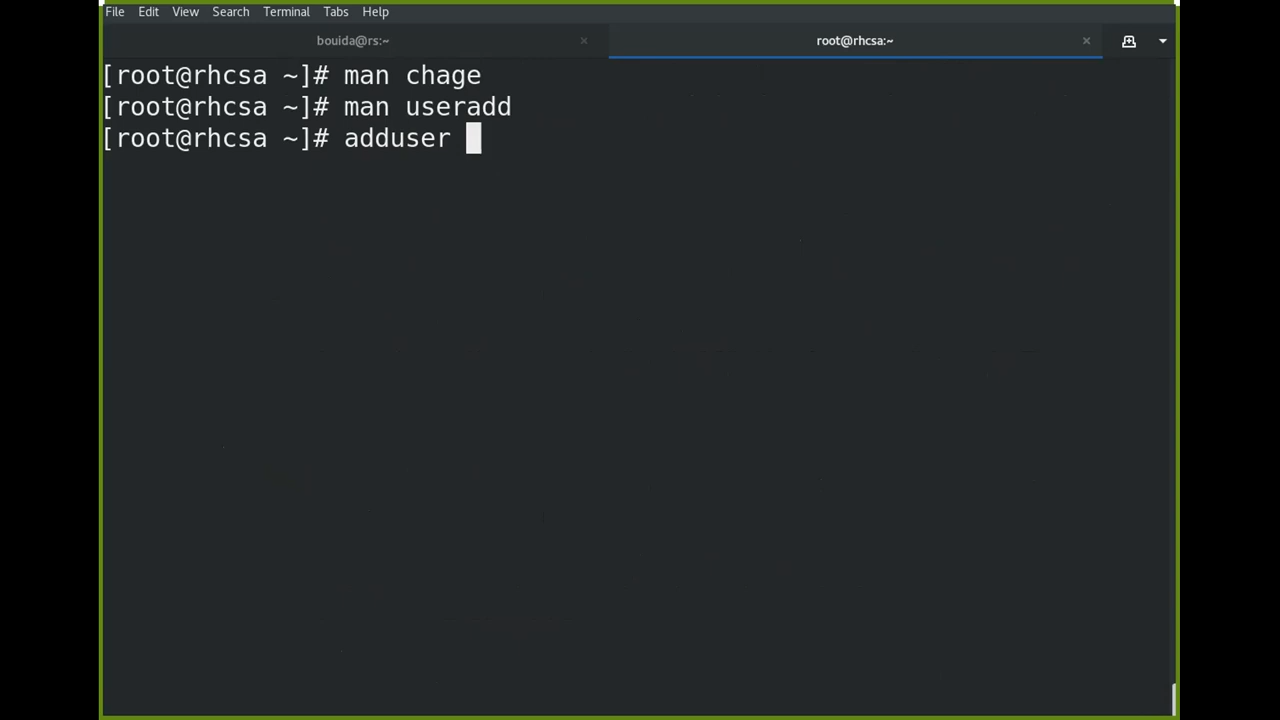 File Edit View Search Terminal Tabs Help
bouida@rs:~ × root@rhcsa:~ ×
[root@rhcsa ~]# man chage
[root@rhcsa ~]# man useradd
[root@rhcsa ~]# adduser